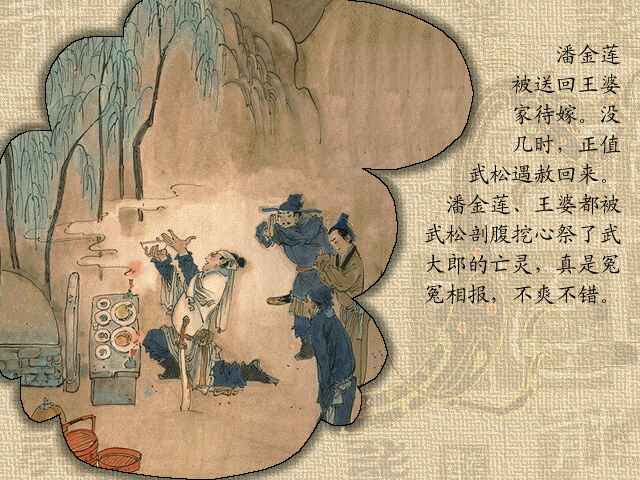 潘金莲
被送回王婆
家待嫁。没
几时，正值
武松遇赦回来。
潘金莲、王婆都被
武松剖腹挖心祭了武
大郎的亡灵，真是冤
冤相报，不爽不错。